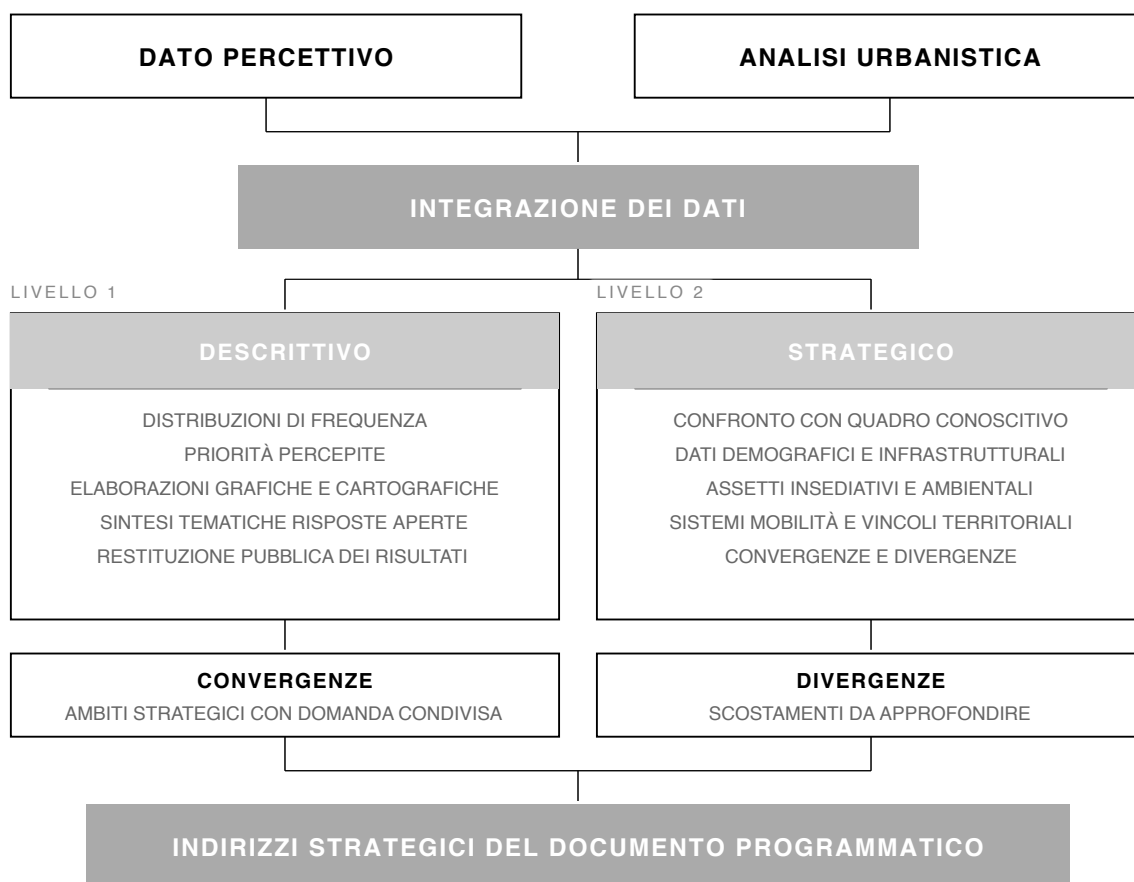 DATO PERCETTIVO
ANALISI URBANISTICA
INTEGRAZIONE DEI DATI
LIVELLO 1
DESCRITTIVO
DISTRIBUZIONI DI FREQUENZA
PRIORITÀ PERCEPITE
ELABORAZIONI GRAFICHE E CARTOGRAFICHE
SINTESI TEMATICHE RISPOSTE APERTE
RESTITUZIONE PUBBLICA DEI RISULTATI
LIVELLO 2
STRATEGICO
CONFRONTO CON QUADRO CONOSCITIVO
DATI DEMOGRAFICI E INFRASTRUTTURALI
ASSETTI INSEDIATIVI E AMBIENTALI
SISTEMI MOBILITÀ E VINCOLI TERRITORIALI
CONVERGENZE E DIVERGENZE
CONVERGENZE
AMBITI STRATEGICI CON DOMANDA CONDIVISA
DIVERGENZE
SCOSTAMENTI DA APPROFONDIRE
INDIRIZZI STRATEGICI DEL DOCUMENTO PROGRAMMATICO